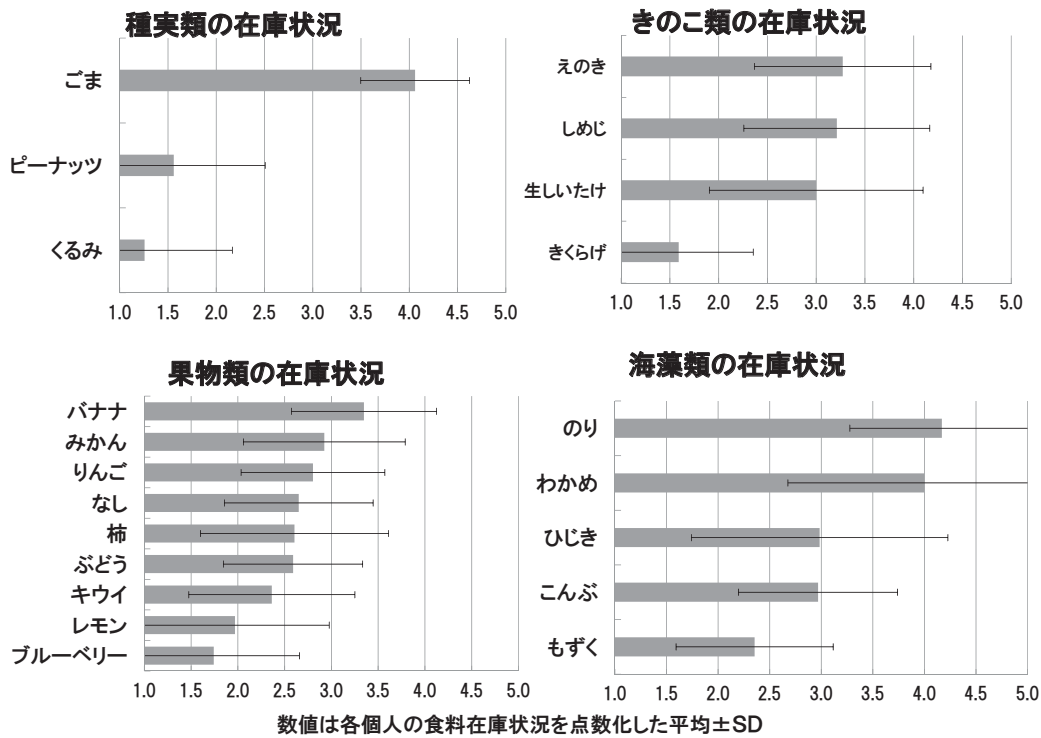 種実類の在庫状況
ごま
ピーナッツ
くるみ
1.0 1.5 2.0 2.5 3.0 3.5 4.0 4.5 5.0
きのこ類の在庫状況
えのき
しめじ
生しいたけ
きくらげ
1.0 1.5 2.0 2.5 3.0 3.5 4.0 4.5 5.0
果物類の在庫状況
バナナ
みかん
りんご
なし
柿
ぶどう
キウイ
レモン
ブルーベリー
1.0 1.5 2.0 2.5 3.0 3.5 4.0 4.5 5.0
海藻類の在庫状況
のり
わかめ
ひじき
こんぶ
もずく
1.0 1.5 2.0 2.5 3.0 3.5 4.0 4.5 5.0
数値は各個人の食料在庫状況を点数化した平均±SD